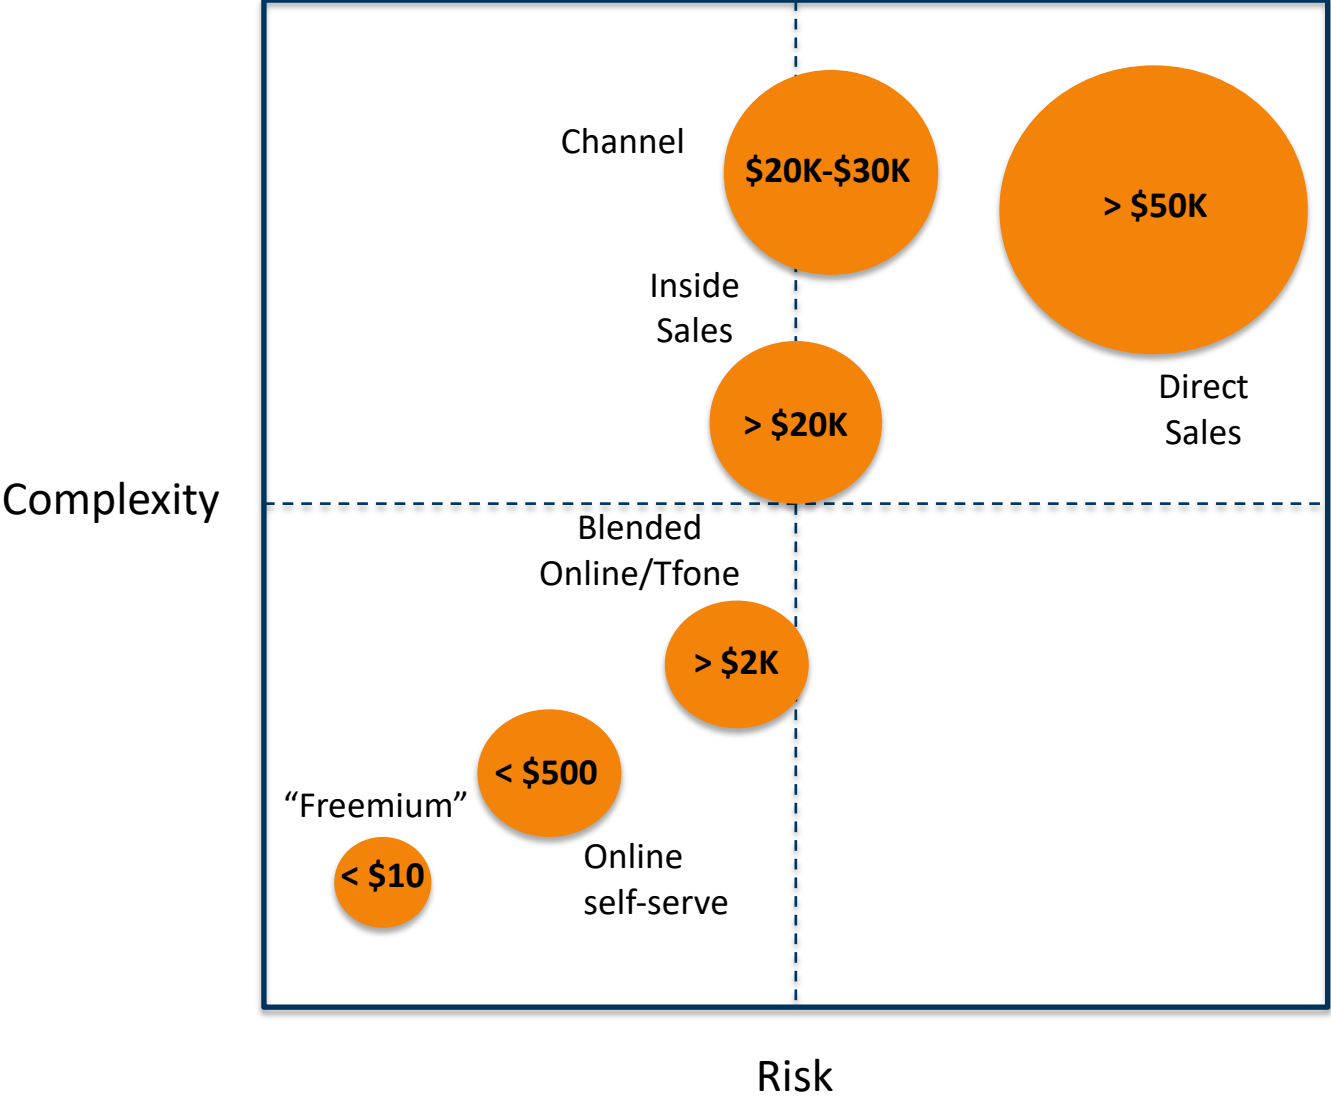 Channel
$20K-$30K
> $50K
Inside
Sales
Direct
Sales
> $20K
Complexity
Blended
Online/Tfone
> $2K
< $500
“Freemium”
< $10
Online
self-serve
Risk